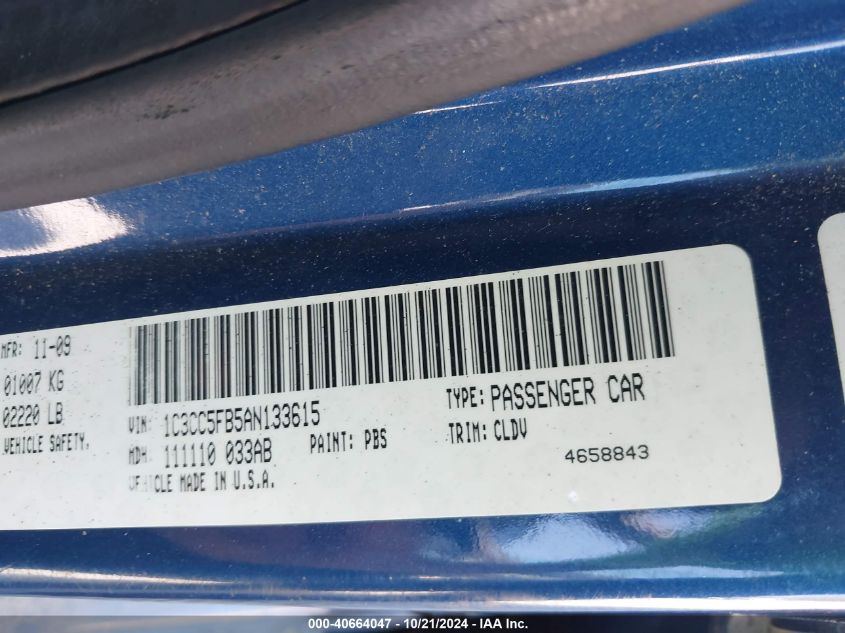 MFR: 11-09
01007 KG
02220 LB
VEHICLE SAFETY.
VIN: 1C3CC5FB5AN133615
TYPE: PASSENGER CAR
MDH: 111110 033AB
PAINT: PBS
TRIM: CLDV
VEHICLE MADE IN U.S.A.
4658843
000-40664047 - 10/21/2024 - IAA Inc.